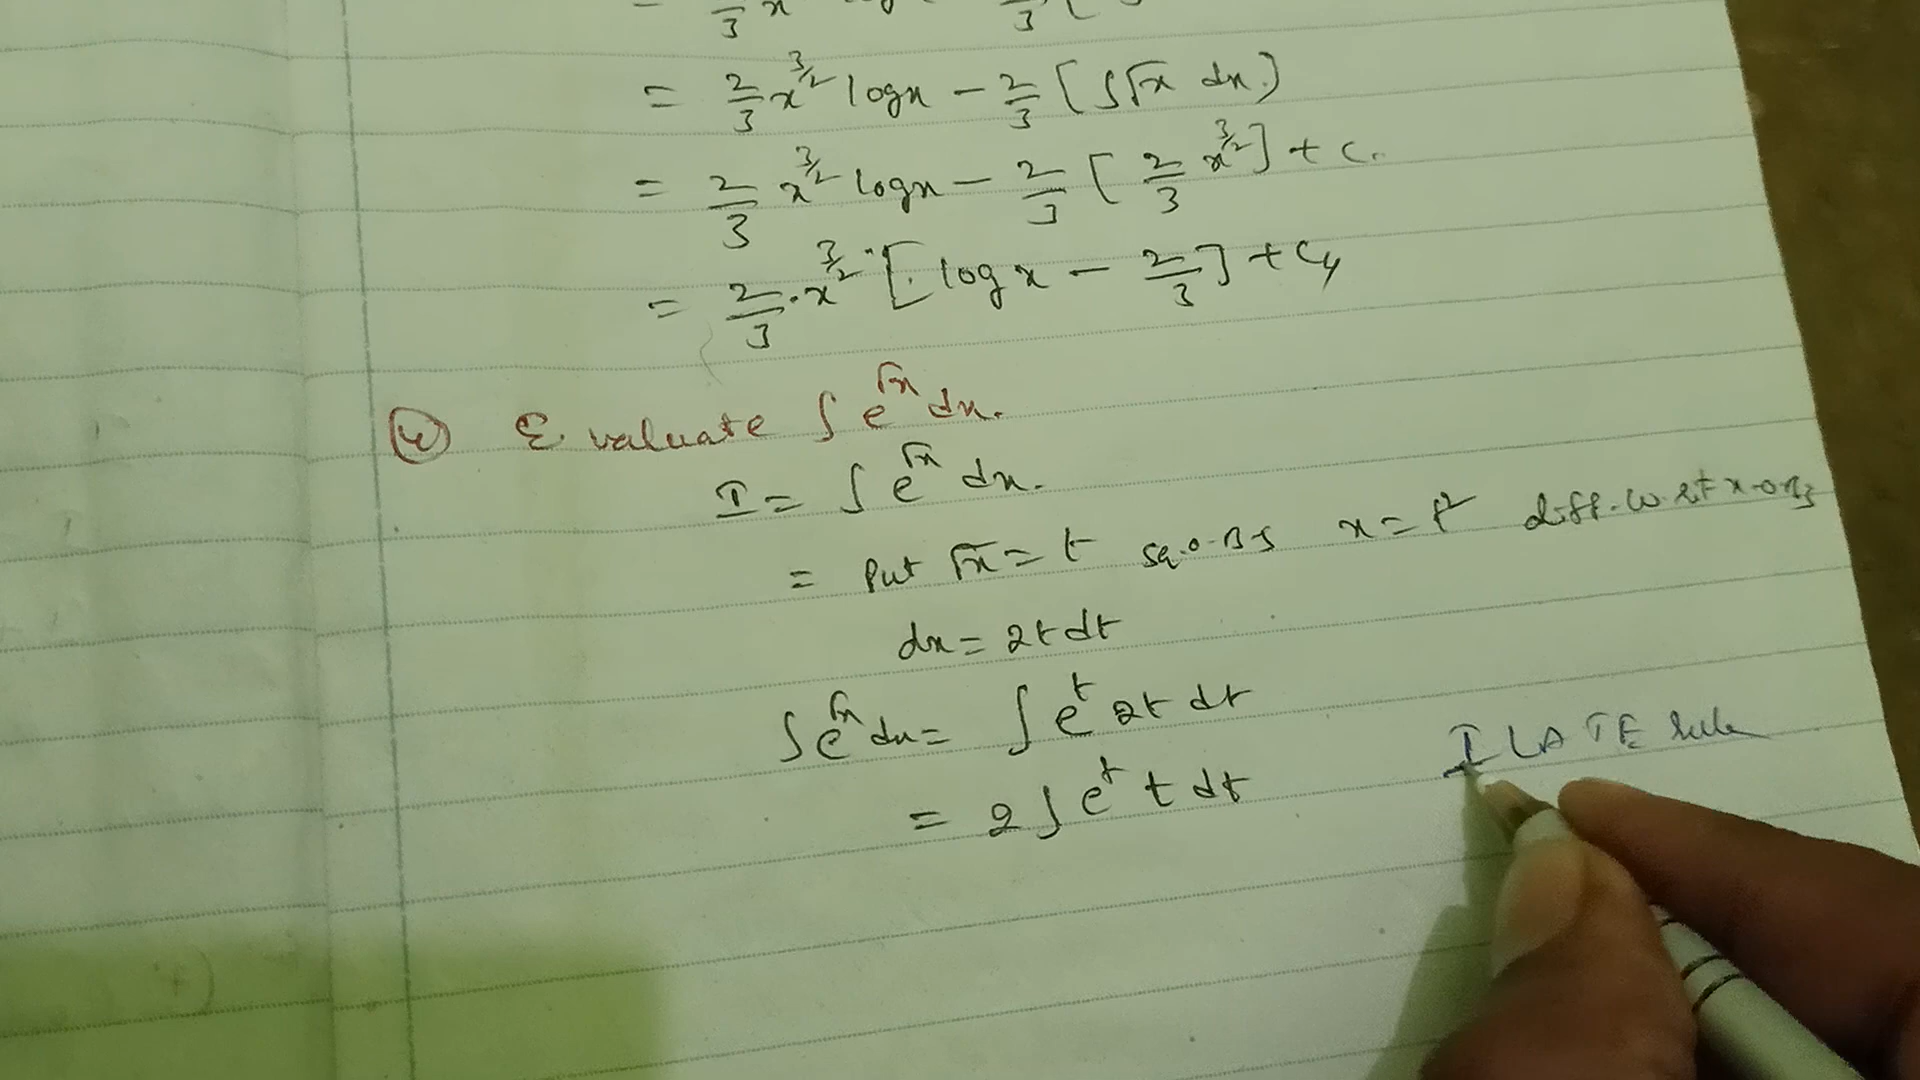 = 2/3 x^3/2 log x - 2/3 [∫√x dx.)
= 2/3 x^3/2 log x - 2/3 [2/3 x^3/2] + C.
= 2/3 . x^3/2 [log x - 2/3] + C
Evaluate ∫ e^√x dx.
I = ∫ e^√x dx.
= Put √x = t sq.o.B.s x = t² diff. w.r.t x.o.B.s
dx = 2t dt
∫ e^√x dx = ∫ e^t 2t dt
= 2 ∫ e^t t dt
ILATE rule